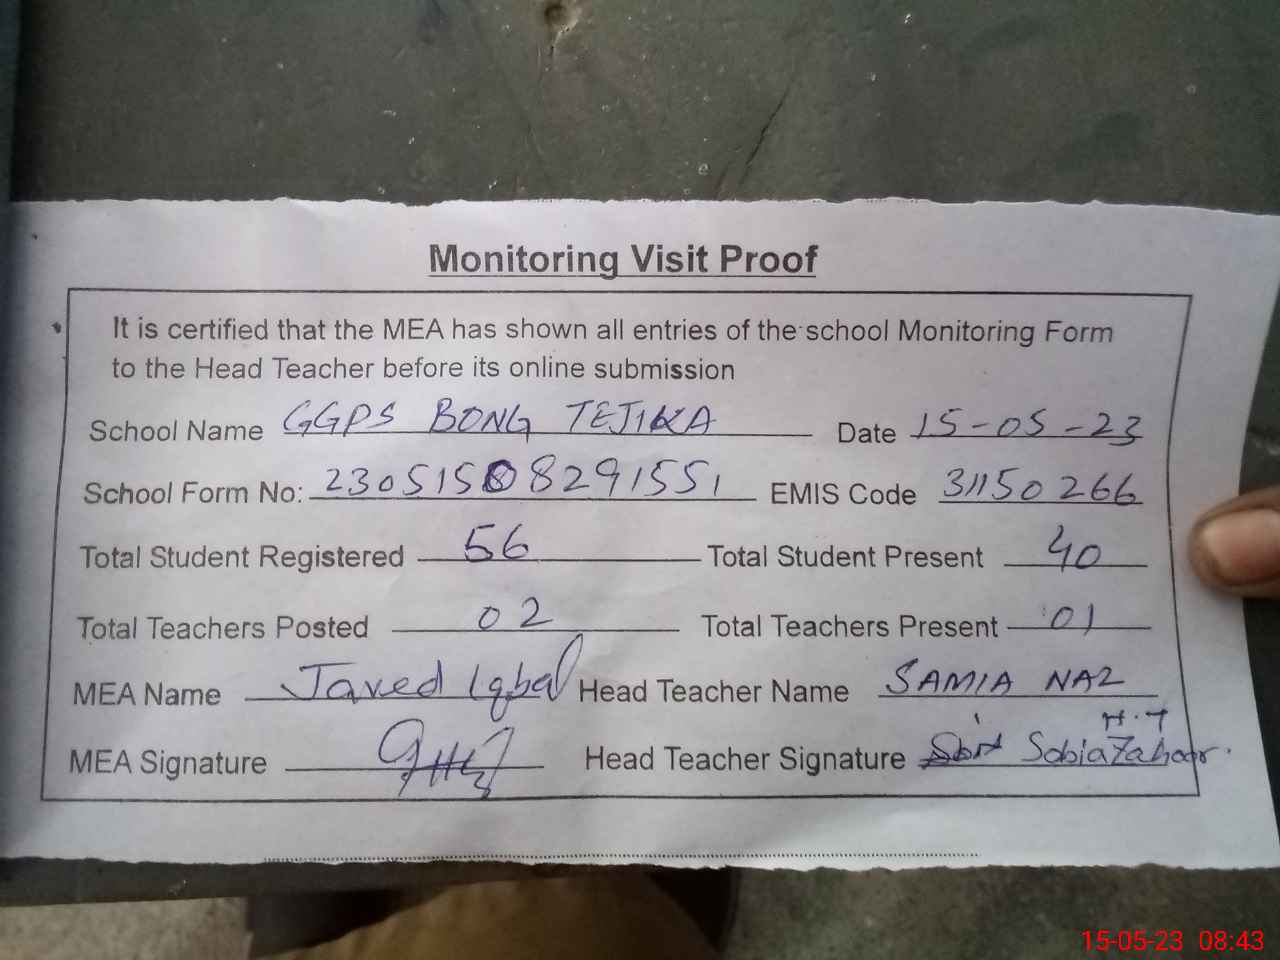 Monitoring Visit Proof
It is certified that the MEA has shown all entries of the school Monitoring Form
to the Head Teacher before its online submission
School Name GGPS BONG TEJIKA Date 15-05-23
School Form No: 23051508291551 EMIS Code 31150266
Total Student Registered 56 Total Student Present 40
Total Teachers Posted 02 Total Teachers Present 01
MEA Name Javed Iqbal Head Teacher Name SAMIA NAZ
H.T
MEA Signature Head Teacher Signature Sobia Zahoor.
15-05-23 08:43